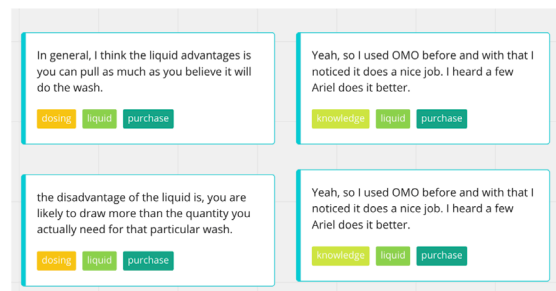 In general, I think the liquid advantages is
you can pull as much as you believe it will
do the wash.
dosing liquid purchase
Yeah, so I used OMO before and with that I
noticed it does a nice job. I heard a few
Ariel does it better.
knowledge liquid purchase
the disadvantage of the liquid is, you are
likely to draw more than the quantity you
actually need for that particular wash.
dosing liquid purchase
Yeah, so I used OMO before and with that I
noticed it does a nice job. I heard a few
Ariel does it better.
knowledge liquid purchase